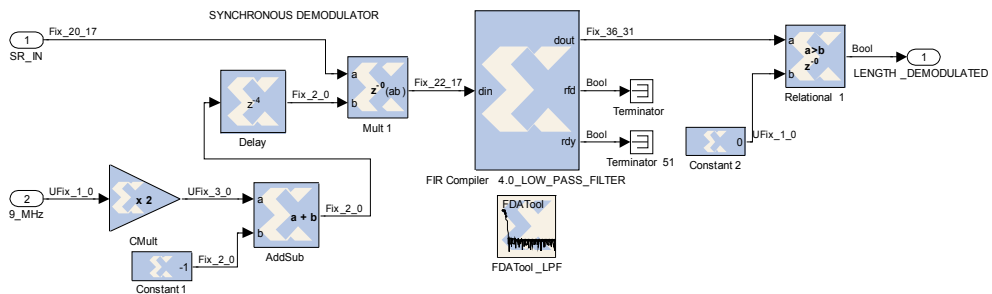 SYNCHRONOUS DEMODULATOR
1
SR_IN
Fix_20_17
a
b
z-0
(ab)
Mult 1
Fix_22_17
z-4
Delay
Fix_2_0
din
dout
rfd
rdy
FIR Compiler 4.0_LOW_PASS_FILTER
Fix_36_31
Bool
Terminator
Bool
Terminator 51
a
b
a>b
z-0
Relational 1
Bool
1
LENGTH _DEMODULATED
0
Constant 2
UFix_1_0
2
9_MHz
UFix_1_0
x 2
CMult
UFix_3_0
a
b
a + b
AddSub
Fix_2_0
-1
Constant 1
Fix_2_0
FDATool
FDATool _LPF